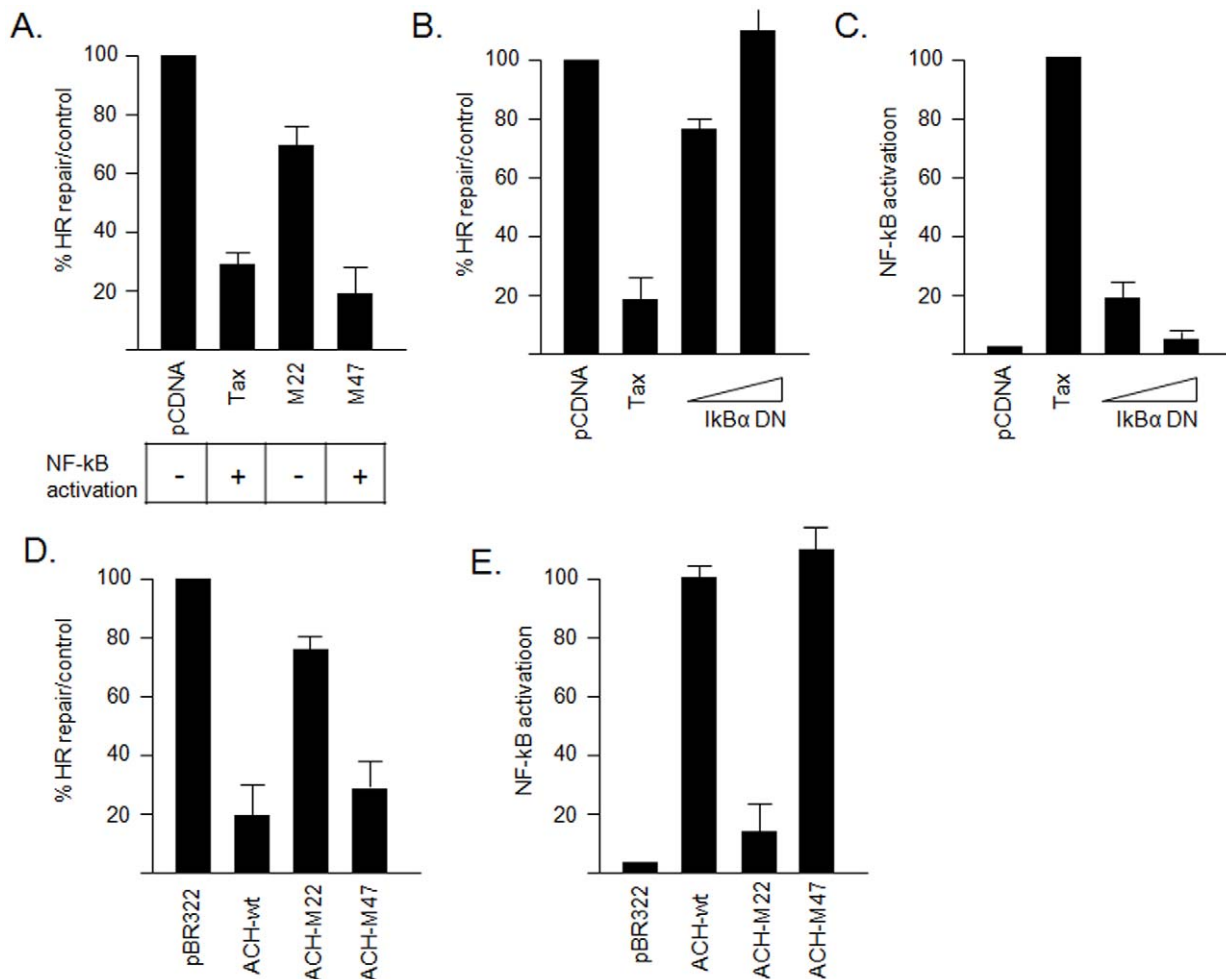 A.
% HR repair/control
100
80
60
40
20
pCDNA
Tax
M22
M47
NF-kB
activation
- + - +
B.
% HR repair/control
100
80
60
40
20
pCDNA
Tax
IkBα DN
C.
NF-kB activatioon
100
80
60
40
20
pCDNA
Tax
IkBα DN
D.
% HR repair/control
100
80
60
40
20
pBR322
ACH-wt
ACH-M22
ACH-M47
E.
NF-kB activatioon
100
80
60
40
20
pBR322
ACH-wt
ACH-M22
ACH-M47